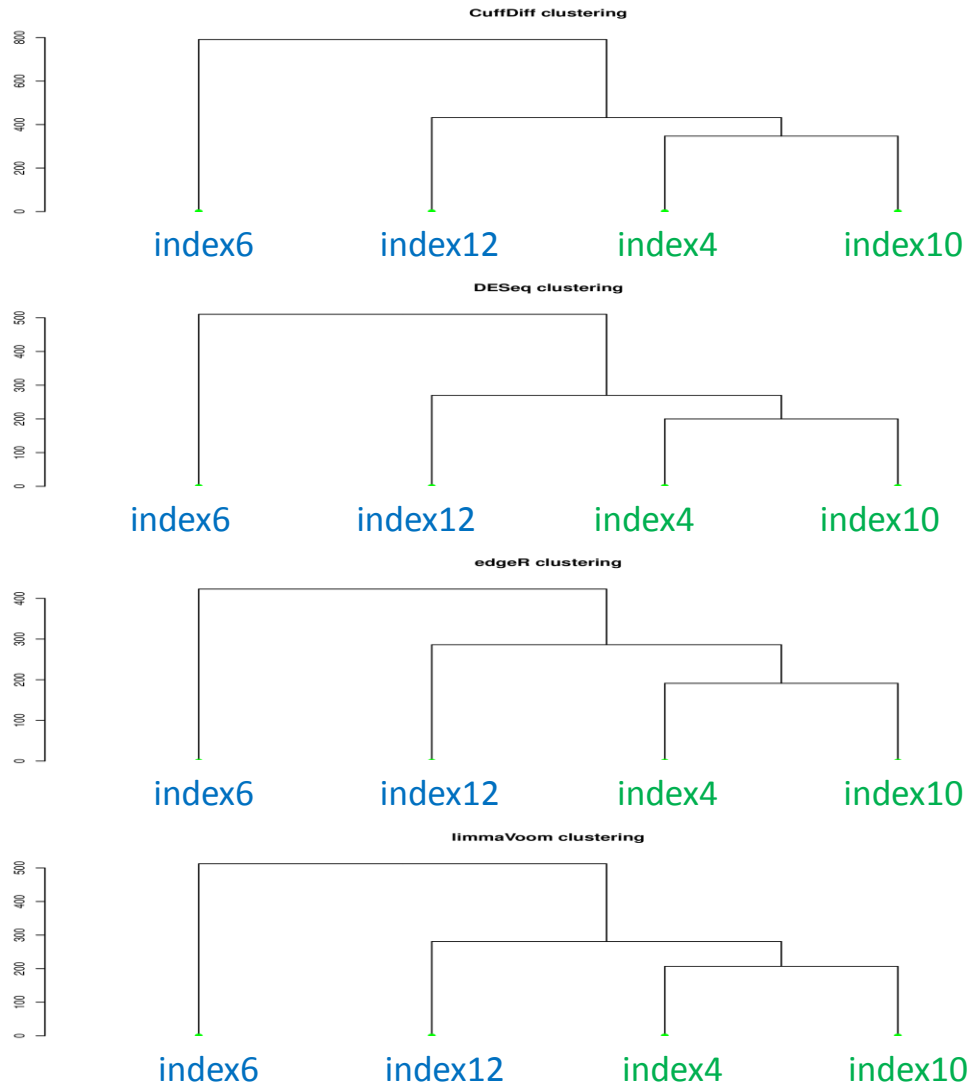 CuffDiff clustering
800
600
400
200
0
index6 index12 index4 index10
DESeq clustering
500
400
300
200
100
0
index6 index12 index4 index10
edgeR clustering
400
300
200
100
0
index6 index12 index4 index10
limmaVoom clustering
500
400
300
200
100
0
index6 index12 index4 index10